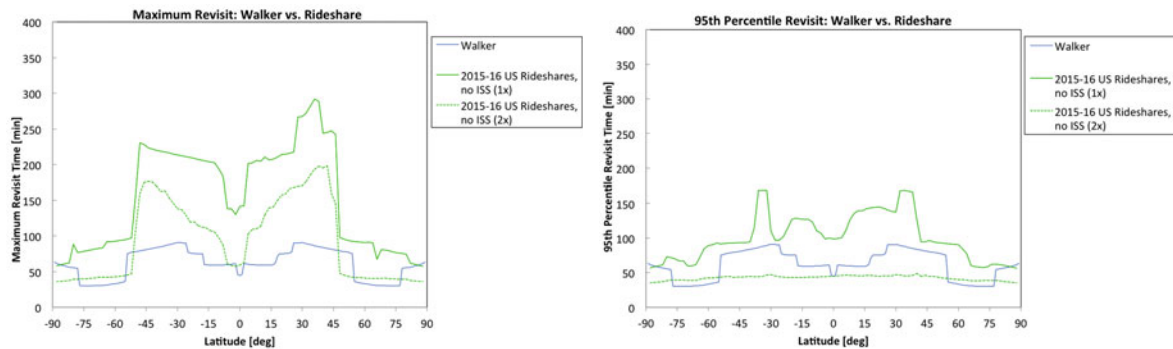 Maximum Revisit: Walker vs. Rideshare
Maximum Revisit Time [min]
400
350
300
250
200
150
100
50
0
-90 -75 -60 -45 -30 -15 0 15 30 45 60 75 90
Latitude [deg]
Walker
2015-16 US Rideshares,
no ISS (1x)
2015-16 US Rideshares,
no ISS (2x)
95th Percentile Revisit: Walker vs. Rideshare
95th Percentile Revisit Time [min]
400
350
300
250
200
150
100
50
0
-90 -75 -60 -45 -30 -15 0 15 30 45 60 75 90
Latitude [deg]
Walker
2015-16 US Rideshares,
no ISS (1x)
2015-16 US Rideshares,
no ISS (2x)